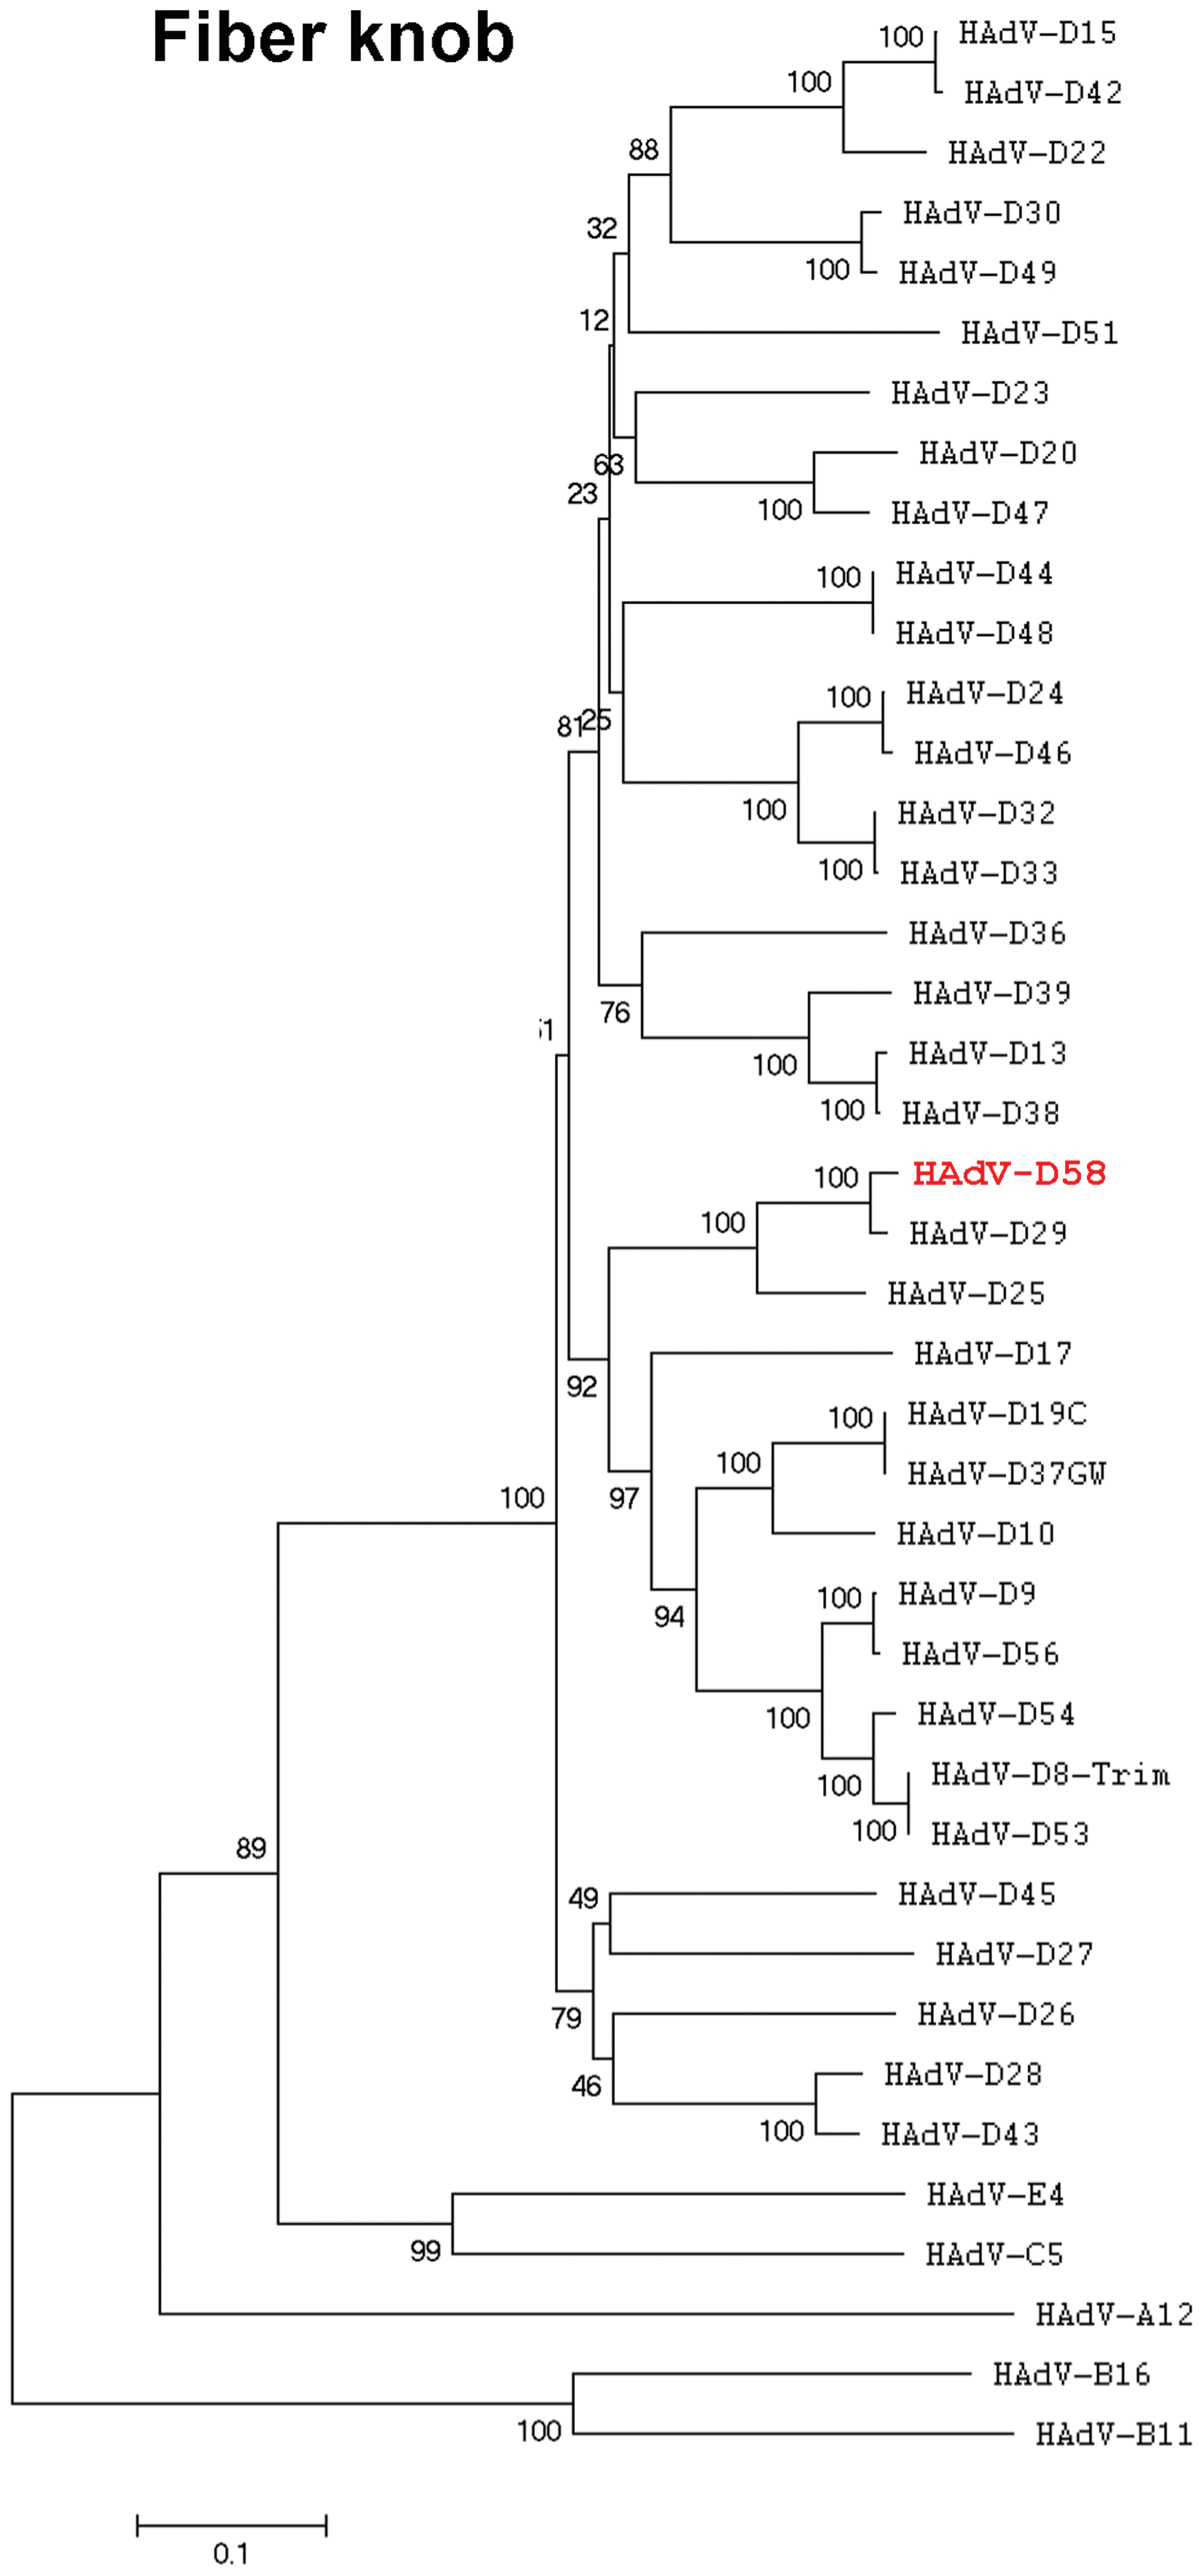 Fiber knob
100 HAdV-D15
HAdV-D42
100
HAdV-D22
88
HAdV-D30
100 HAdV-D49
32
HAdV-D51
12
HAdV-D23
63
HAdV-D20
100 HAdV-D47
23
100 HAdV-D44
HAdV-D48
100 HAdV-D24
HAdV-D46
81 25
100
HAdV-D32
100 HAdV-D33
HAdV-D36
76
HAdV-D39
100
HAdV-D13
100 HAdV-D38
100 HAdV-D58
HAdV-D29
100
HAdV-D25
92
HAdV-D17
100 HAdV-D19C
HAdV-D37GW
100
97
HAdV-D10
100
100 HAdV-D9
HAdV-D56
94
HAdV-D54
100
100 HAdV-D8-Trim
100 HAdV-D53
89
49 HAdV-D45
HAdV-D27
79
HAdV-D26
46
HAdV-D28
100 HAdV-D43
HAdV-E4
99 HAdV-C5
HAdV-A12
HAdV-B16
100 HAdV-B11
0.1